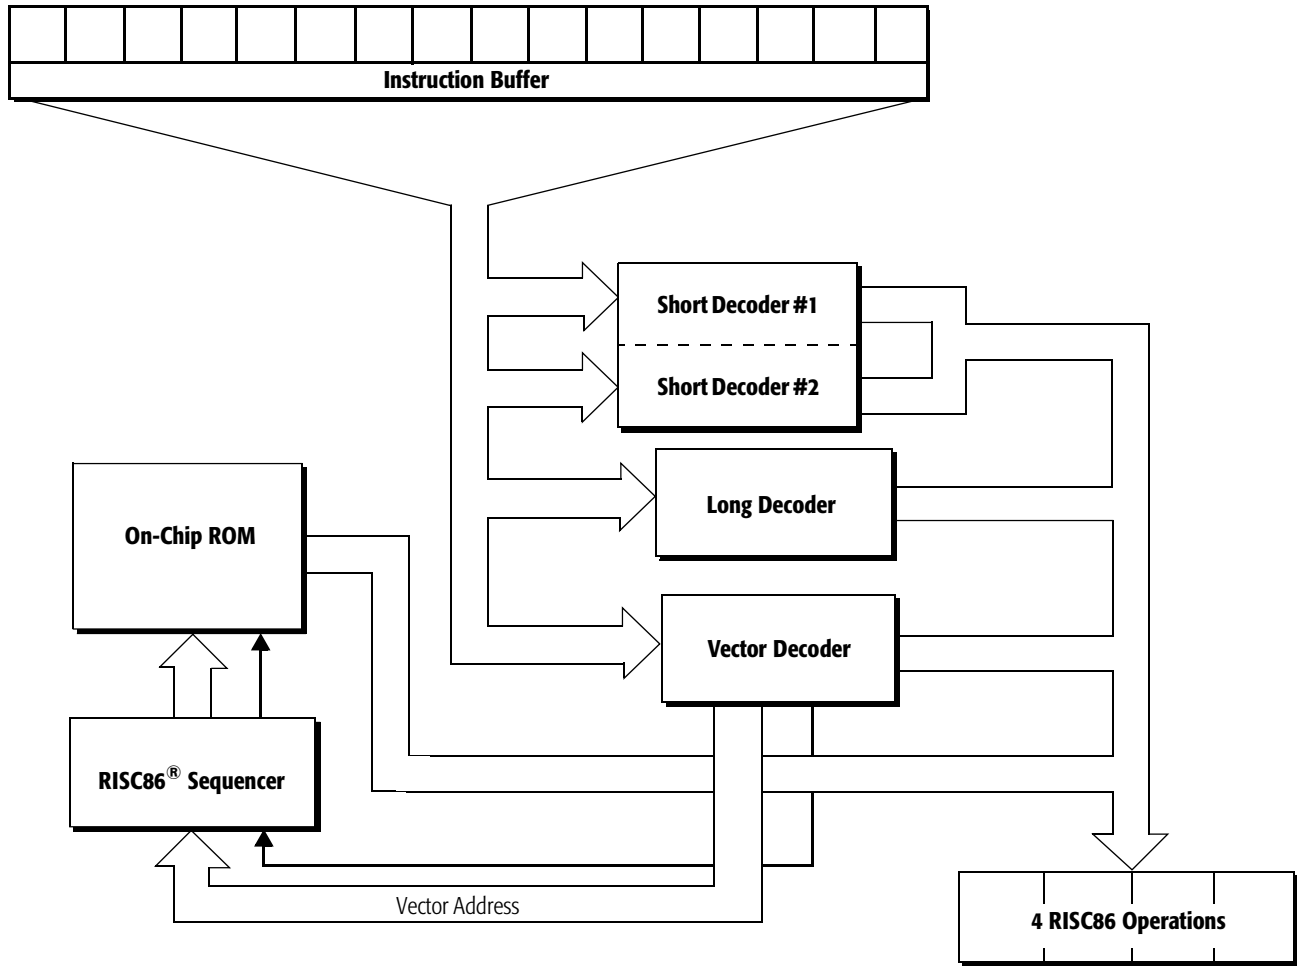 Instruction Buffer
Short Decoder #1
Short Decoder #2
Long Decoder
On-Chip ROM
Vector Decoder
RISC86® Sequencer
Vector Address
4 RISC86 Operations